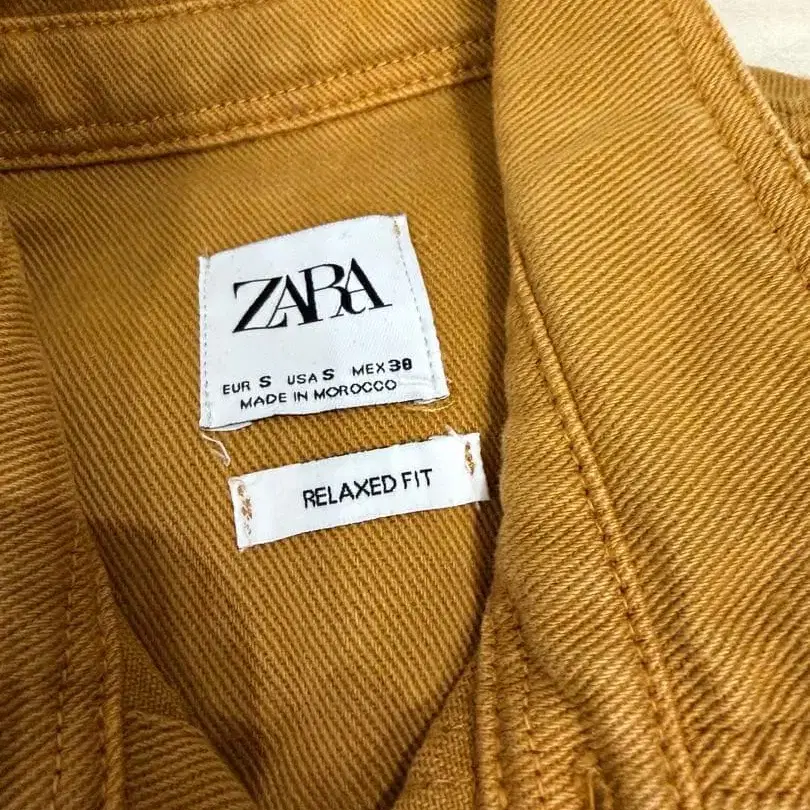 ZARA
EUR S USA S MEX 38
MADE IN MOROCCO
RELAXED FIT